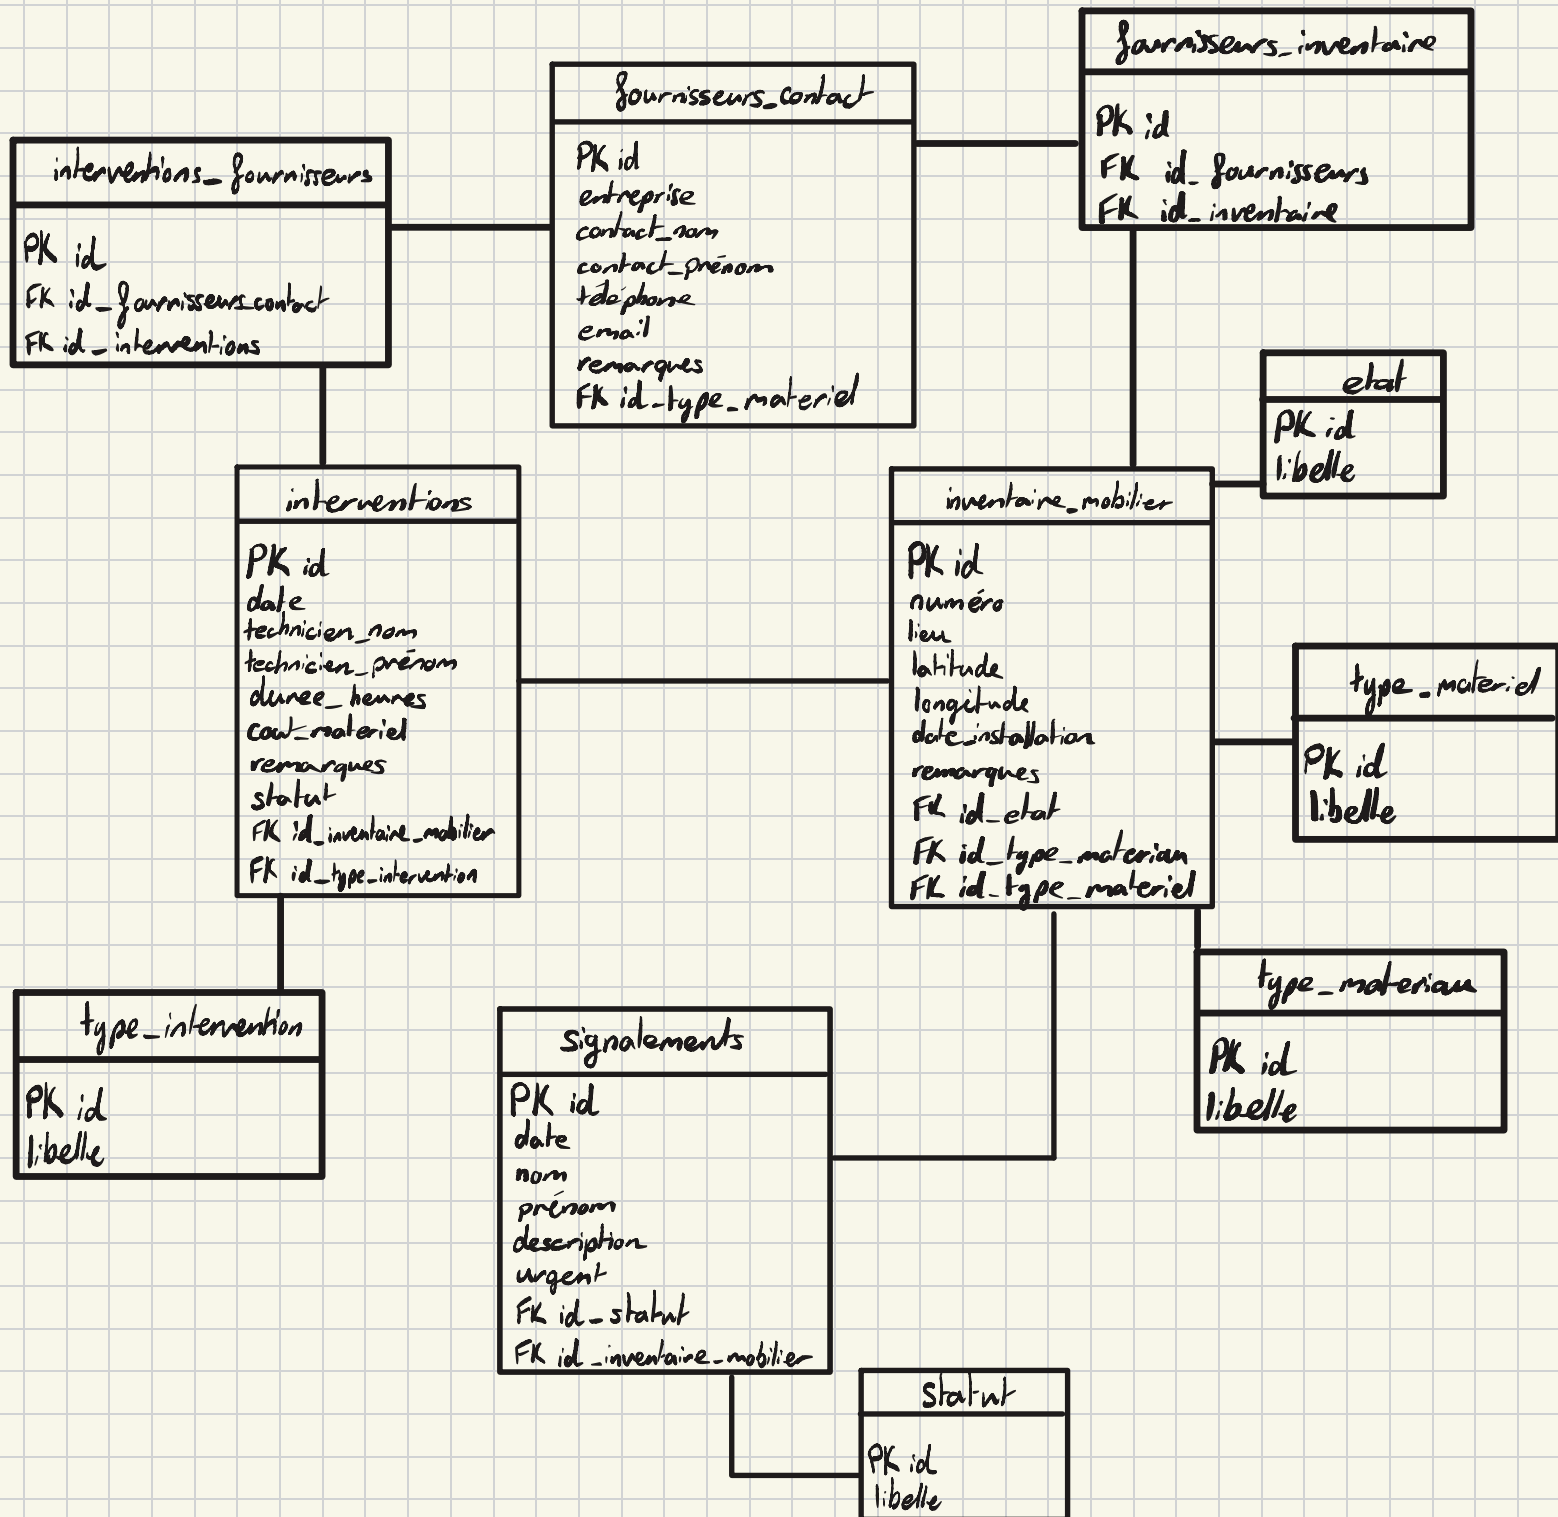 fournisseurs_inventaire
PK id
FK id_fournisseurs
FK id_inventaire
fournisseurs_contact
PK id
entreprise
contact_nom
contact_prénom
téléphone
email
remarques
FK id_type_materiel
interventions_fournisseurs
PK id
FK id_fournisseurs_contact
FK id_interventions
etat
PK id
libelle
interventions
PK id
date
technicien_nom
technicien_prénom
duree_heures
cout_materiel
remarques
statut
FK id_inventaire_mobilier
FK id_type_intervention
inventaire_mobilier
PK id
numéro
lieu
latitude
longitude
date_installation
remarques
FK id_etat
FK id_type_materiau
FK id_type_materiel
type_materiel
PK id
libelle
type_materiau
PK id
libelle
type_intervention
PK id
libelle
signalements
PK id
date
nom
prénom
description
urgent
FK id_statut
FK id_inventaire_mobilier
statut
PK id
libelle